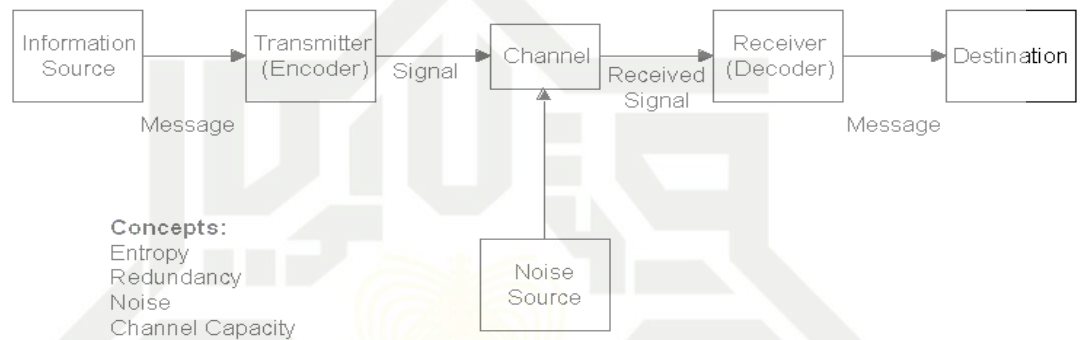 Information
Source
Message
Transmitter
(Encoder)
Signal
Channel
Received
Signal
Receiver
(Decoder)
Message
Destination
Concepts:
Entropy
Redundancy
Noise
Channel Capacity
Noise
Source